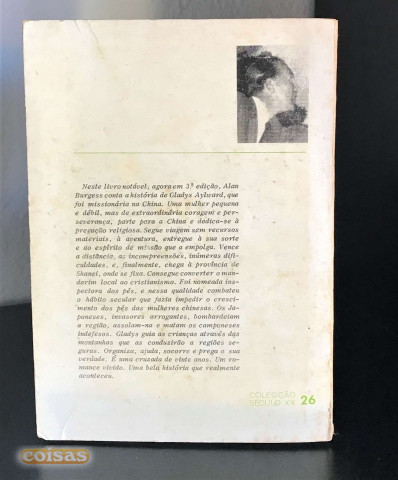 Neste livro notável, agora em 3ª edição, Alan
Burgess conta a história de Gladys Aylward, que
foi missionária na China. Uma mulher pequena
e débil, mas de extraordinária coragem e per-
severança, parte para a China e dedica-se à
pregação religiosa. Segue viagem sem recursos
materiais, à aventura, entregue à sua sorte
e ao espírito de missão que a empolga. Vence
a distância, as incompreensões, inúmeras difi-
culdades, e, finalmente, chega à província de
Shansi, onde se fixa. Consegue converter o man-
darim local ao cristianismo. Foi nomeada ins-
pectora dos pés, e nessa qualidade combateu
o hábito secular que fazia impedir o cresci-
mento dos pés das mulheres chinesas. Os Ja-
poneses, invasores arrogantes, bombardeiam
a região, assolam-na e matam os camponeses
indefesos. Gladys guia as crianças através das
montanhas que as conduzirão a regiões se-
guras. Organiza, ajuda, socorre e prega a sua
verdade. É uma cruzada de vinte anos. Um ro-
mance vivido. Uma bela história que realmente
aconteceu.
COLECÇÃO
SÉCULO XX 26
coisas